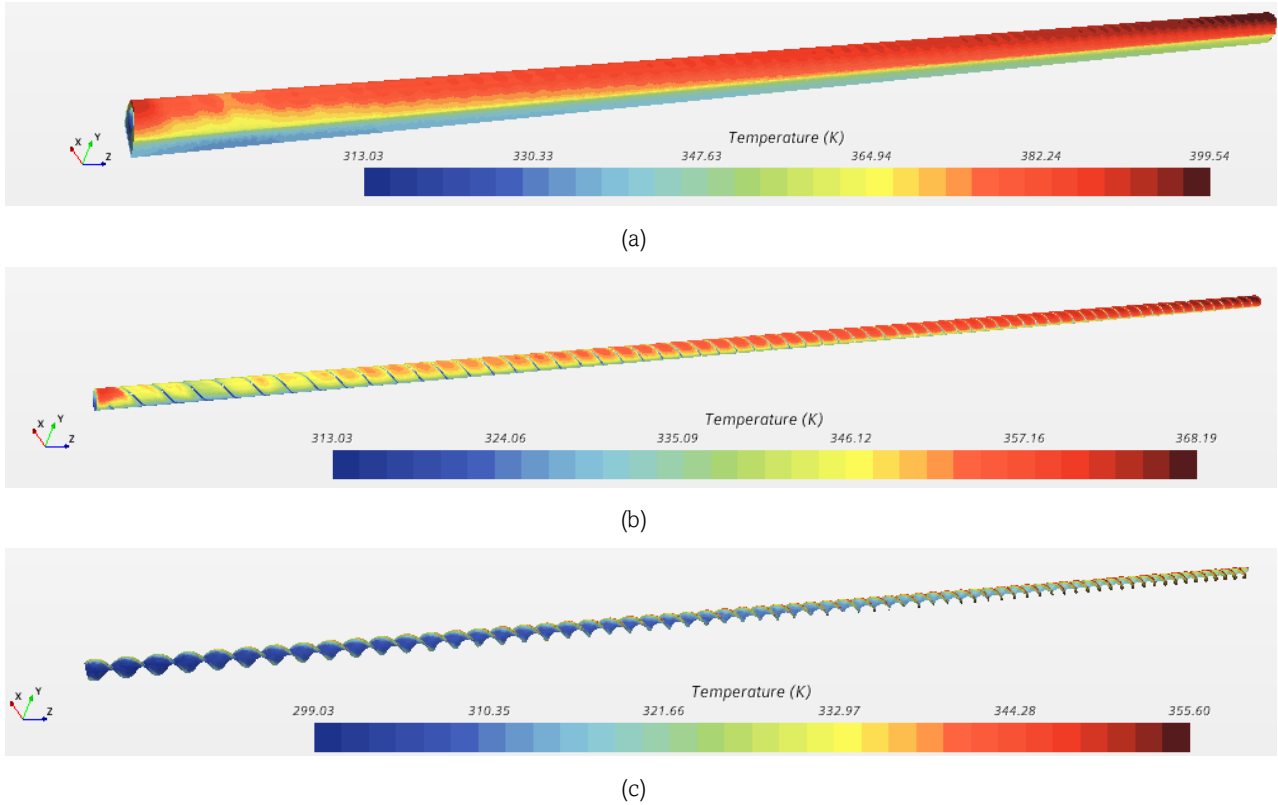 X Y Z
Temperature (K)
313.03 330.33 347.63 364.94 382.24 399.54
(a)
X Y Z
Temperature (K)
313.03 324.06 335.09 346.12 357.16 368.19
(b)
X Y Z
Temperature (K)
299.03 310.35 321.66 332.97 344.28 355.60
(c)